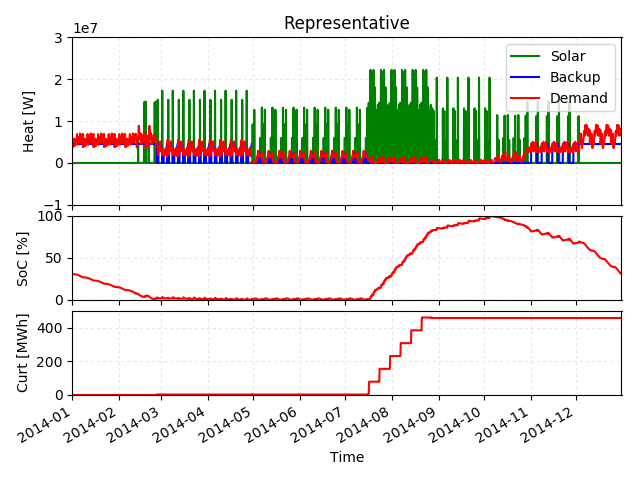 Representative
1e7
3
2
1
0
−1
Heat [W]
Solar
Backup
Demand
100
50
0
SoC [%]
400
200
0
Curt [MWh]
2014-01
2014-02
2014-03
2014-04
2014-05
2014-06
2014-07
2014-08
2014-09
2014-10
2014-11
2014-12
Time